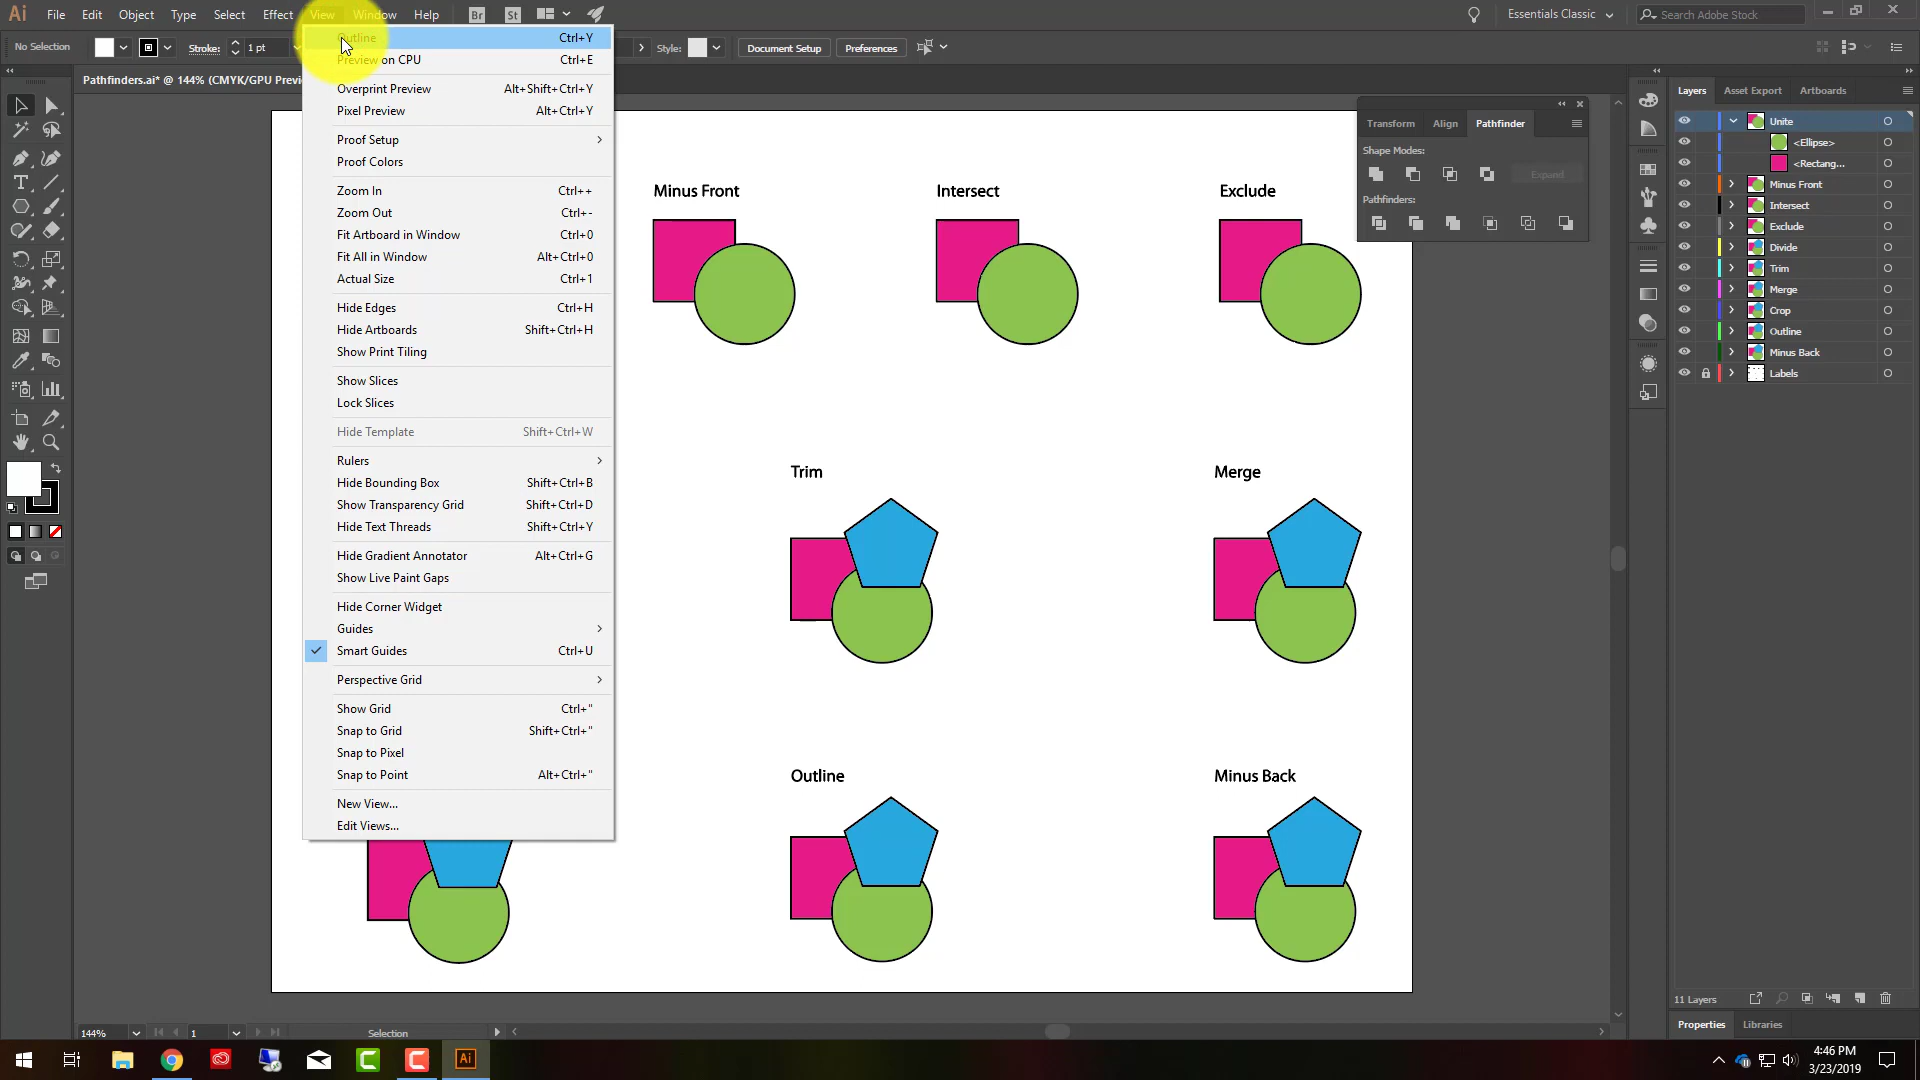 Ai File Edit Object Type Select Effect View Window Help Br St Essentials Classic Search Adobe Stock
No Selection Stroke: 1 pt Style: Document Setup Preferences
Pathfinders.ai* @ 144% (CMYK/GPU Previ
Outline Ctrl+Y
Preview on CPU Ctrl+E
Overprint Preview Alt+Shift+Ctrl+Y
Pixel Preview Alt+Ctrl+Y
Proof Setup
Proof Colors
Zoom In Ctrl++
Zoom Out Ctrl+-
Fit Artboard in Window Ctrl+0
Fit All in Window Alt+Ctrl+0
Actual Size Ctrl+1
Hide Edges Ctrl+H
Hide Artboards Shift+Ctrl+H
Show Print Tiling
Show Slices
Lock Slices
Hide Template Shift+Ctrl+W
Rulers
Hide Bounding Box Shift+Ctrl+B
Show Transparency Grid Shift+Ctrl+D
Hide Text Threads Shift+Ctrl+Y
Hide Gradient Annotator Alt+Ctrl+G
Show Live Paint Gaps
Hide Corner Widget
Guides
Smart Guides Ctrl+U
Perspective Grid
Show Grid Ctrl+"
Snap to Grid Shift+Ctrl+"
Snap to Pixel
Snap to Point Alt+Ctrl+"
New View...
Edit Views...
Minus Front Intersect Exclude
Trim Merge
Outline Minus Back
Transform Align Pathfinder
Shape Modes:
Expand
Pathfinders:
Layers Asset Export Artboards
Unite
<Ellipse>
<Rectang...
Minus Front
Intersect
Exclude
Divide
Trim
Merge
Crop
Outline
Minus Back
Labels
11 Layers
Properties Libraries
144% 1 Selection
Ai
4:46 PM
3/23/2019